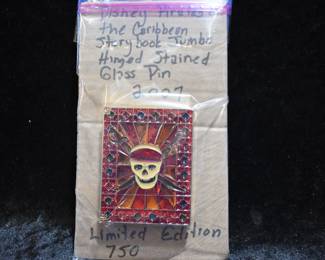 Disney Pirates of
the Caribbean
Storybook Jumbo
Hinged Stained
Glass Pin
2007
Limited Edition
750